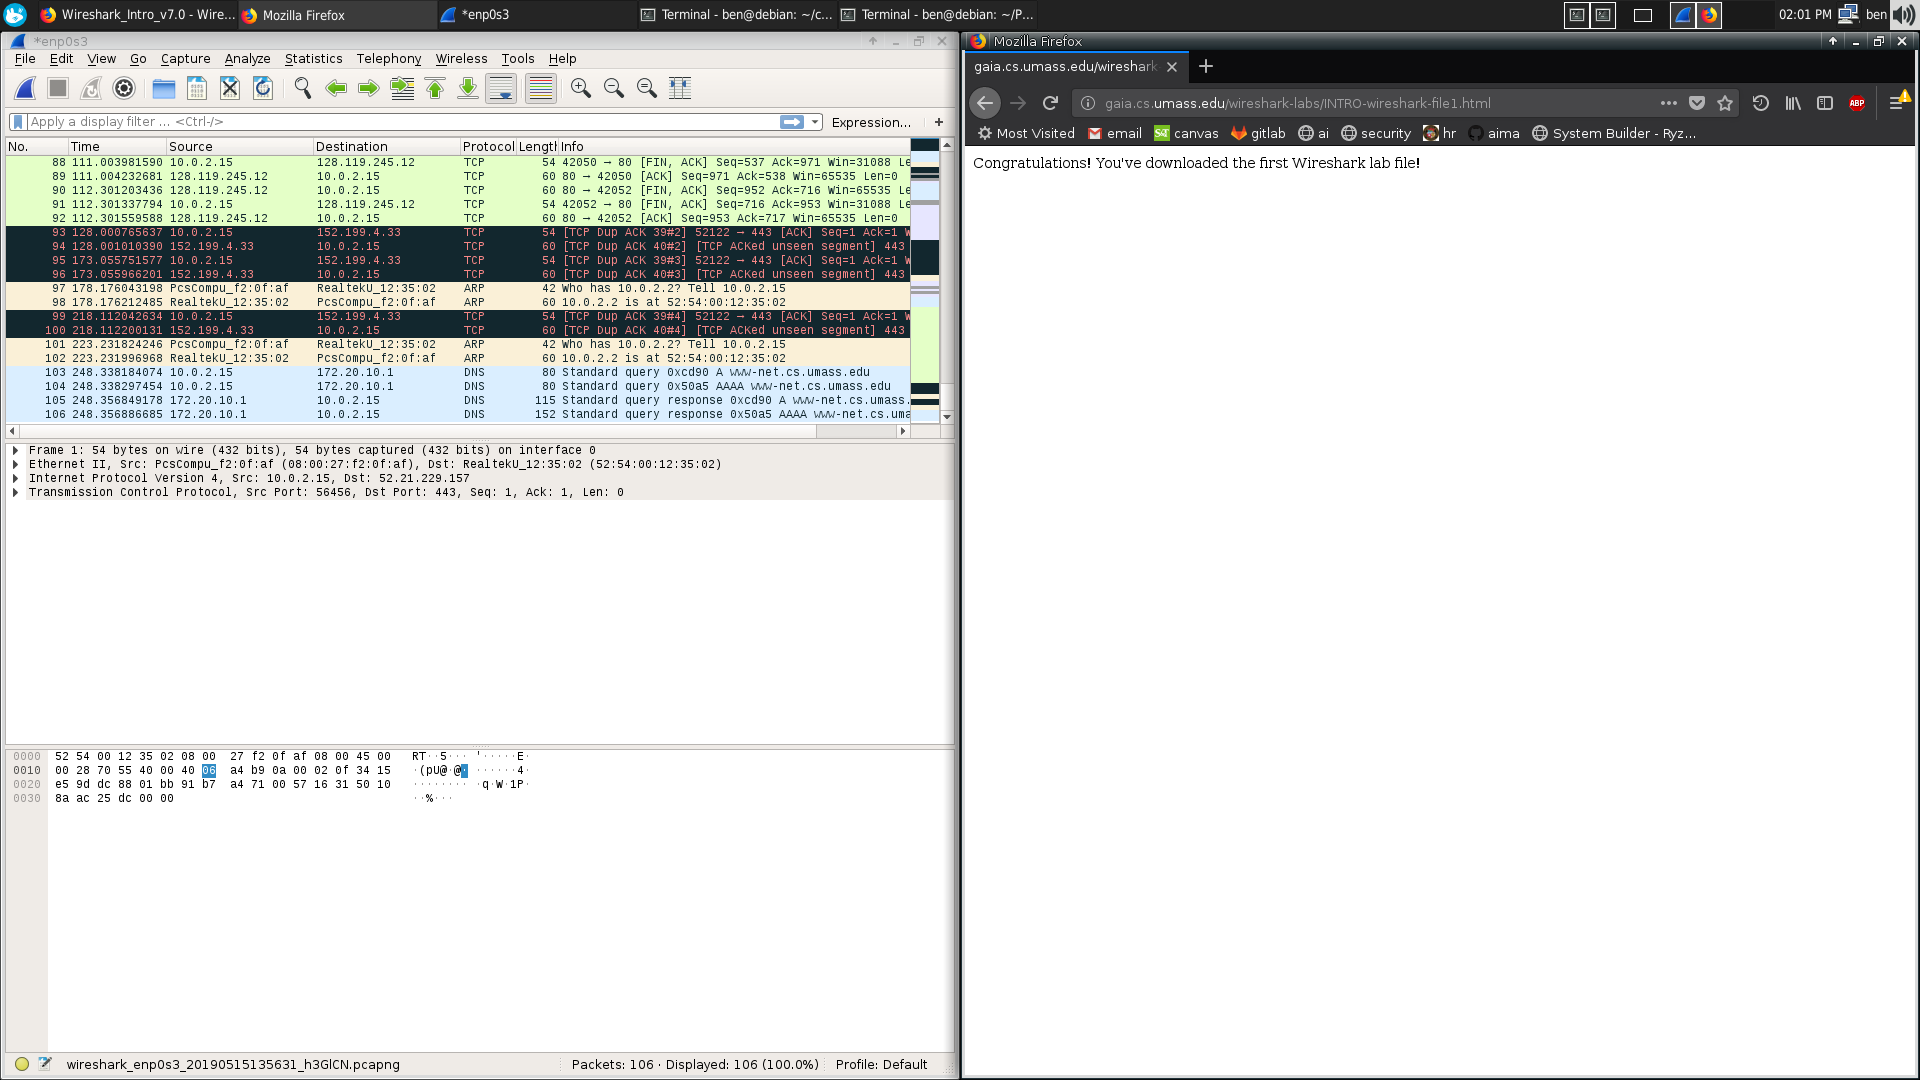 Wireshark_Intro_v7.0 - Wire...
Mozilla Firefox
*enp0s3
Terminal - ben@debian: ~/c...
Terminal - ben@debian: ~/P...
02:01 PM
ben
*enp0s3
File Edit View Go Capture Analyze Statistics Telephony Wireless Tools Help
Apply a display filter ... <Ctrl-/>
Expression...
+
No. Time Source Destination Protocol Length Info
88 111.003981590 10.0.2.15 128.119.245.12 TCP 54 42050 → 80 [FIN, ACK] Seq=537 Ack=971 Win=31088 Le
89 111.004232681 128.119.245.12 10.0.2.15 TCP 60 80 → 42050 [ACK] Seq=971 Ack=538 Win=65535 Len=0
90 112.301203436 128.119.245.12 10.0.2.15 TCP 60 80 → 42052 [FIN, ACK] Seq=952 Ack=716 Win=65535 Le
91 112.301337794 10.0.2.15 128.119.245.12 TCP 54 42052 → 80 [FIN, ACK] Seq=716 Ack=953 Win=31088 Le
92 112.301559588 128.119.245.12 10.0.2.15 TCP 60 80 → 42052 [ACK] Seq=953 Ack=717 Win=65535 Len=0
93 128.000765637 10.0.2.15 152.199.4.33 TCP 54 [TCP Dup ACK 39#2] 52122 → 443 [ACK] Seq=1 Ack=1 W
94 128.001010390 152.199.4.33 10.0.2.15 TCP 60 [TCP Dup ACK 40#2] [TCP ACKed unseen segment] 443
95 173.055751577 10.0.2.15 152.199.4.33 TCP 54 [TCP Dup ACK 39#3] 52122 → 443 [ACK] Seq=1 Ack=1 W
96 173.055966201 152.199.4.33 10.0.2.15 TCP 60 [TCP Dup ACK 40#3] [TCP ACKed unseen segment] 443
97 178.176043198 PcsCompu_f2:0f:af RealtekU_12:35:02 ARP 42 Who has 10.0.2.2? Tell 10.0.2.15
98 178.176212485 RealtekU_12:35:02 PcsCompu_f2:0f:af ARP 60 10.0.2.2 is at 52:54:00:12:35:02
99 218.112042634 10.0.2.15 152.199.4.33 TCP 54 [TCP Dup ACK 39#4] 52122 → 443 [ACK] Seq=1 Ack=1 W
100 218.112200131 152.199.4.33 10.0.2.15 TCP 60 [TCP Dup ACK 40#4] [TCP ACKed unseen segment] 443
101 223.231824246 PcsCompu_f2:0f:af RealtekU_12:35:02 ARP 42 Who has 10.0.2.2? Tell 10.0.2.15
102 223.231996968 RealtekU_12:35:02 PcsCompu_f2:0f:af ARP 60 10.0.2.2 is at 52:54:00:12:35:02
103 248.338184074 10.0.2.15 172.20.10.1 DNS 80 Standard query 0xcd90 A www-net.cs.umass.edu
104 248.338297454 10.0.2.15 172.20.10.1 DNS 80 Standard query 0x50a5 AAAA www-net.cs.umass.edu
105 248.356849178 172.20.10.1 10.0.2.15 DNS 115 Standard query response 0xcd90 A www-net.cs.umass.
106 248.356886685 172.20.10.1 10.0.2.15 DNS 152 Standard query response 0x50a5 AAAA www-net.cs.uma
Frame 1: 54 bytes on wire (432 bits), 54 bytes captured (432 bits) on interface 0
Ethernet II, Src: PcsCompu_f2:0f:af (08:00:27:f2:0f:af), Dst: RealtekU_12:35:02 (52:54:00:12:35:02)
Internet Protocol Version 4, Src: 10.0.2.15, Dst: 52.21.229.157
Transmission Control Protocol, Src Port: 56456, Dst Port: 443, Seq: 1, Ack: 1, Len: 0
0000 52 54 00 12 35 02 08 00 27 f2 0f af 08 00 45 00 RT··5··· '·····E·
0010 00 28 70 55 40 00 40 06 a4 b9 0a 00 02 0f 34 15 ·(pU@·@· ······4·
0020 e5 9d dc 88 01 bb 91 b7 a4 71 00 57 16 31 50 10 ········ ·q·W·1P·
0030 8a ac 25 dc 00 00 ··%···
wireshark_enp0s3_20190515135631_h3GlCN.pcapng
Packets: 106 · Displayed: 106 (100.0%)
Profile: Default
Mozilla Firefox
gaia.cs.umass.edu/wireshark
gaia.cs.umass.edu/wireshark-labs/INTRO-wireshark-file1.html
ABP
Most Visited email canvas gitlab ai security hr aima System Builder - Ryz...
Congratulations! You've downloaded the first Wireshark lab file!